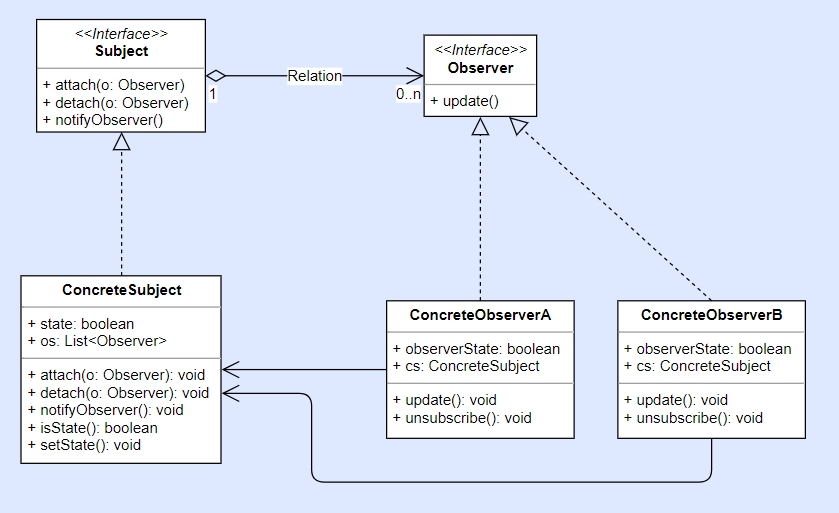 <<Interface>>
Subject
+ attach(o: Observer)
+ detach(o: Observer)
+ notifyObserver()
1
Relation
0..n
<<Interface>>
Observer
+ update()
ConcreteSubject
+ state: boolean
+ os: List<Observer>
+ attach(o: Observer): void
+ detach(o: Observer): void
+ notifyObserver(): void
+ isState(): boolean
+ setState(): void
ConcreteObserverA
+ observerState: boolean
+ cs: ConcreteSubject
+ update(): void
+ unsubscribe(): void
ConcreteObserverB
+ observerState: boolean
+ cs: ConcreteSubject
+ update(): void
+ unsubscribe(): void